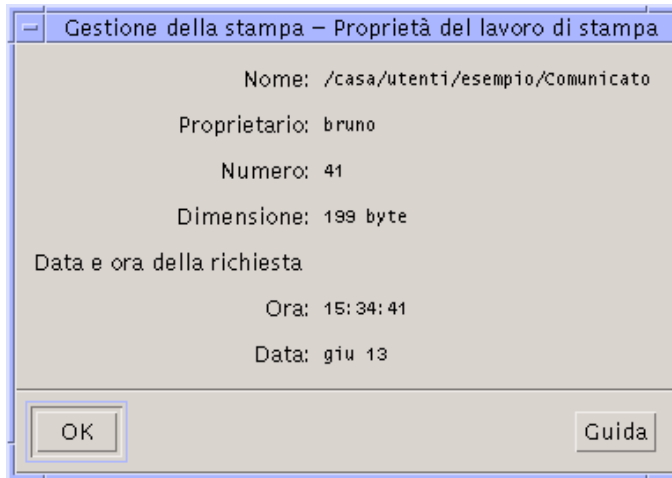 Gestione della stampa – Proprietà del lavoro di stampa
Nome: /casa/utenti/esempio/Comunicato
Proprietario: bruno
Numero: 41
Dimensione: 199 byte
Data e ora della richiesta
Ora: 15:34:41
Data: giu 13
OK Guida